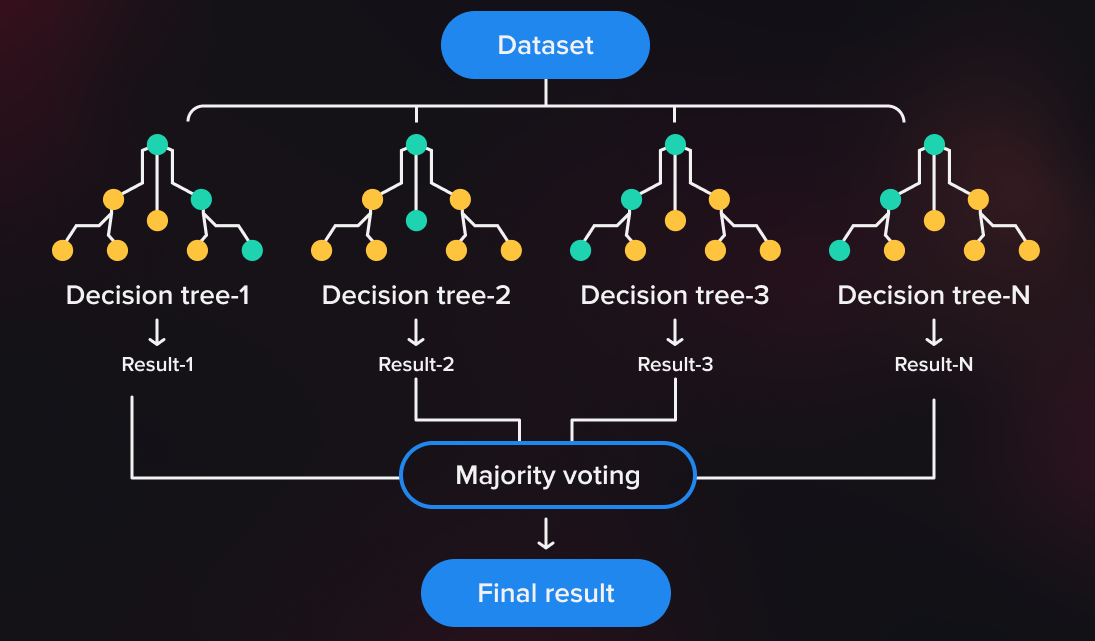 Dataset
Decision tree-1
Decision tree-2
Decision tree-3
Decision tree-N
Result-1
Result-2
Result-3
Result-N
Majority voting
Final result